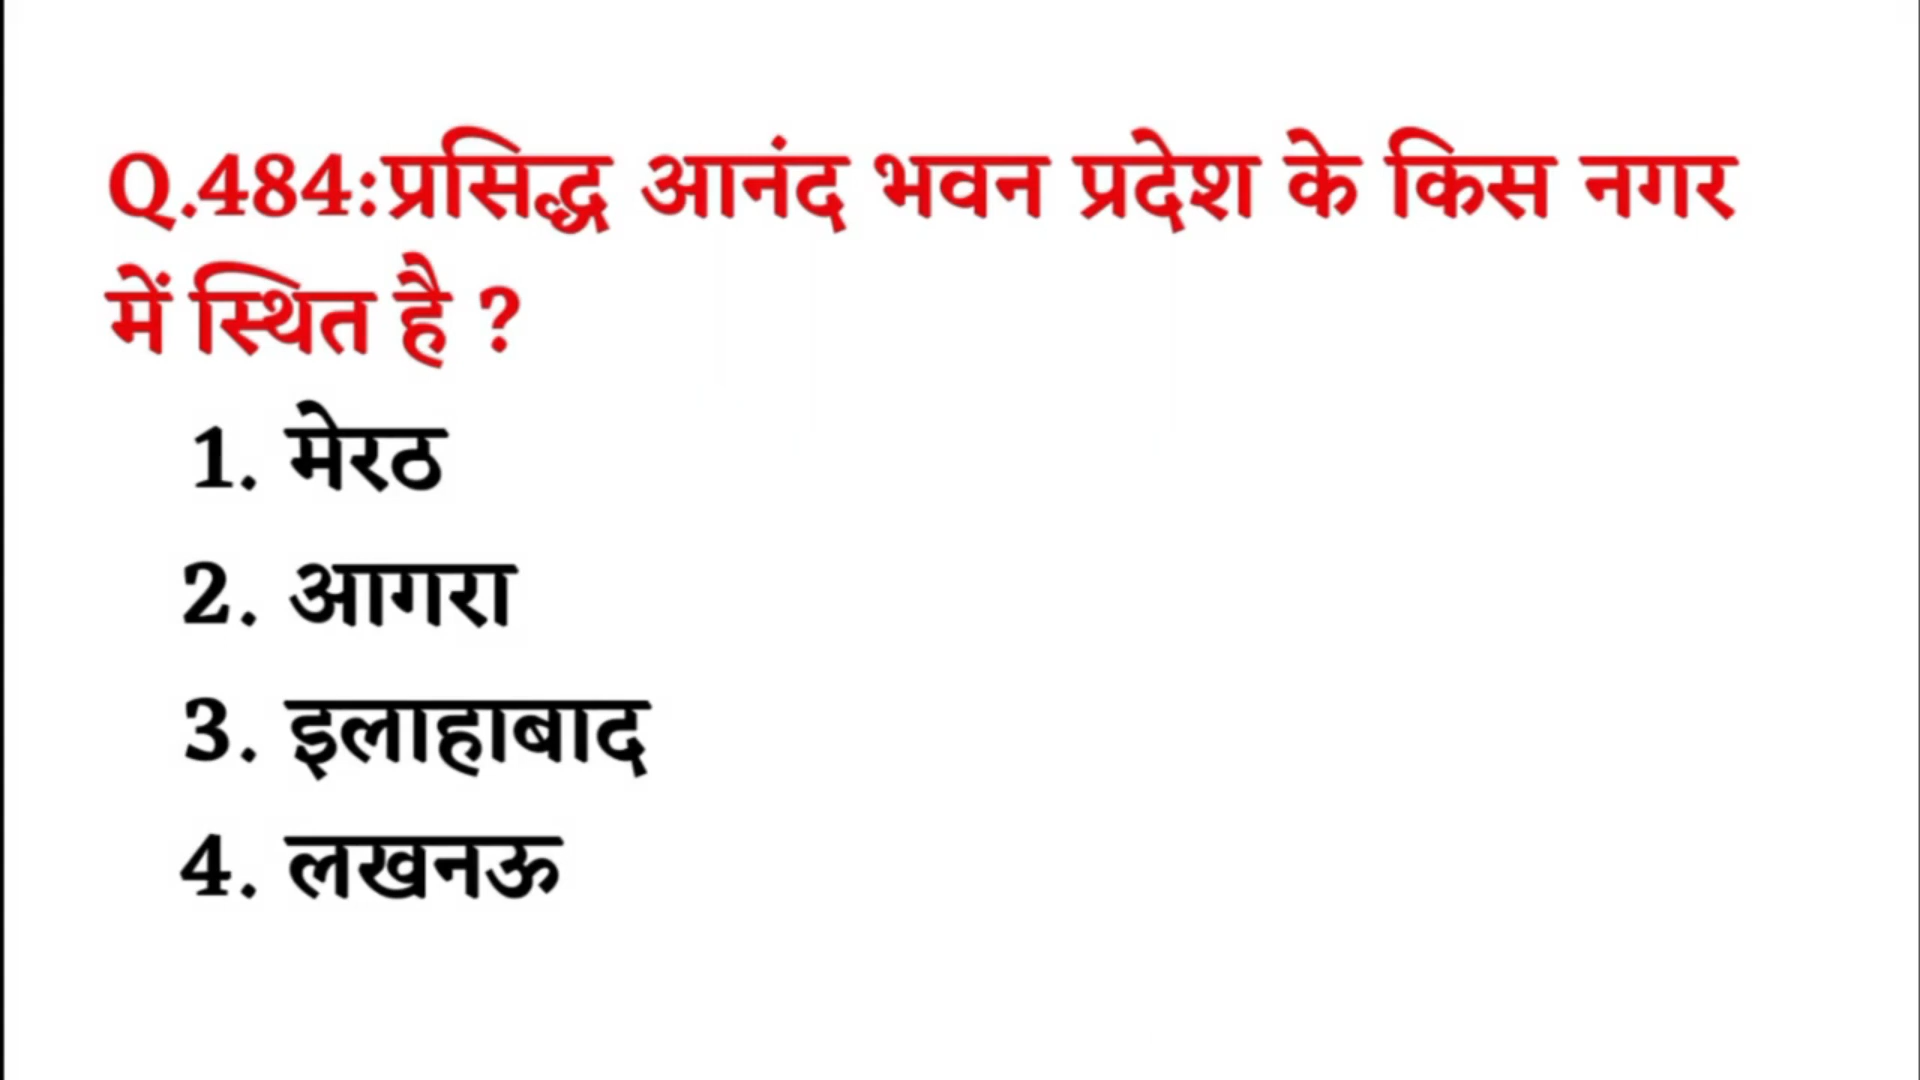 Q.484:प्रसिद्ध आनंद भवन प्रदेश के किस नगर
में स्थित है ?
1. मेरठ
2. आगरा
3. इलाहाबाद
4. लखनऊ